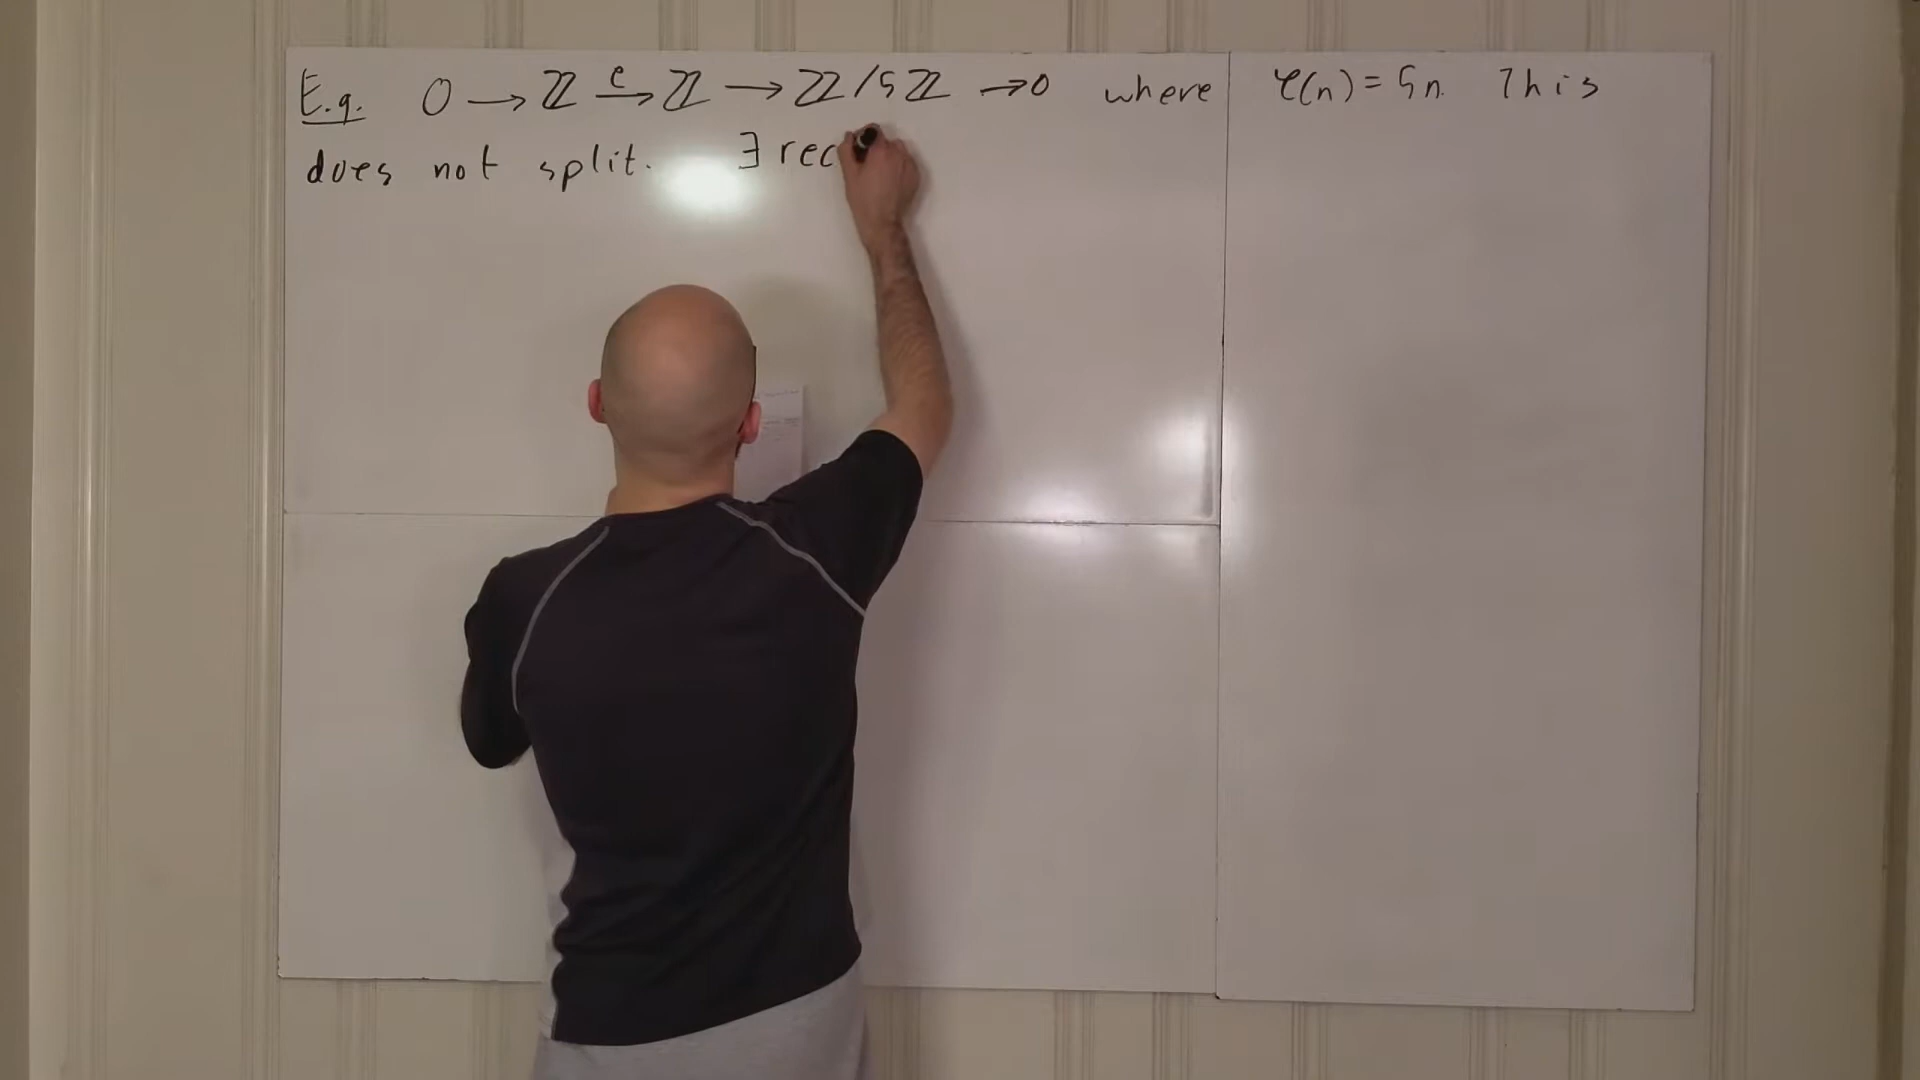 E.g. 0 → ℤ —φ→ ℤ → ℤ/5ℤ → 0 where φ(n) = 5n. This
does not split. ∃ rec